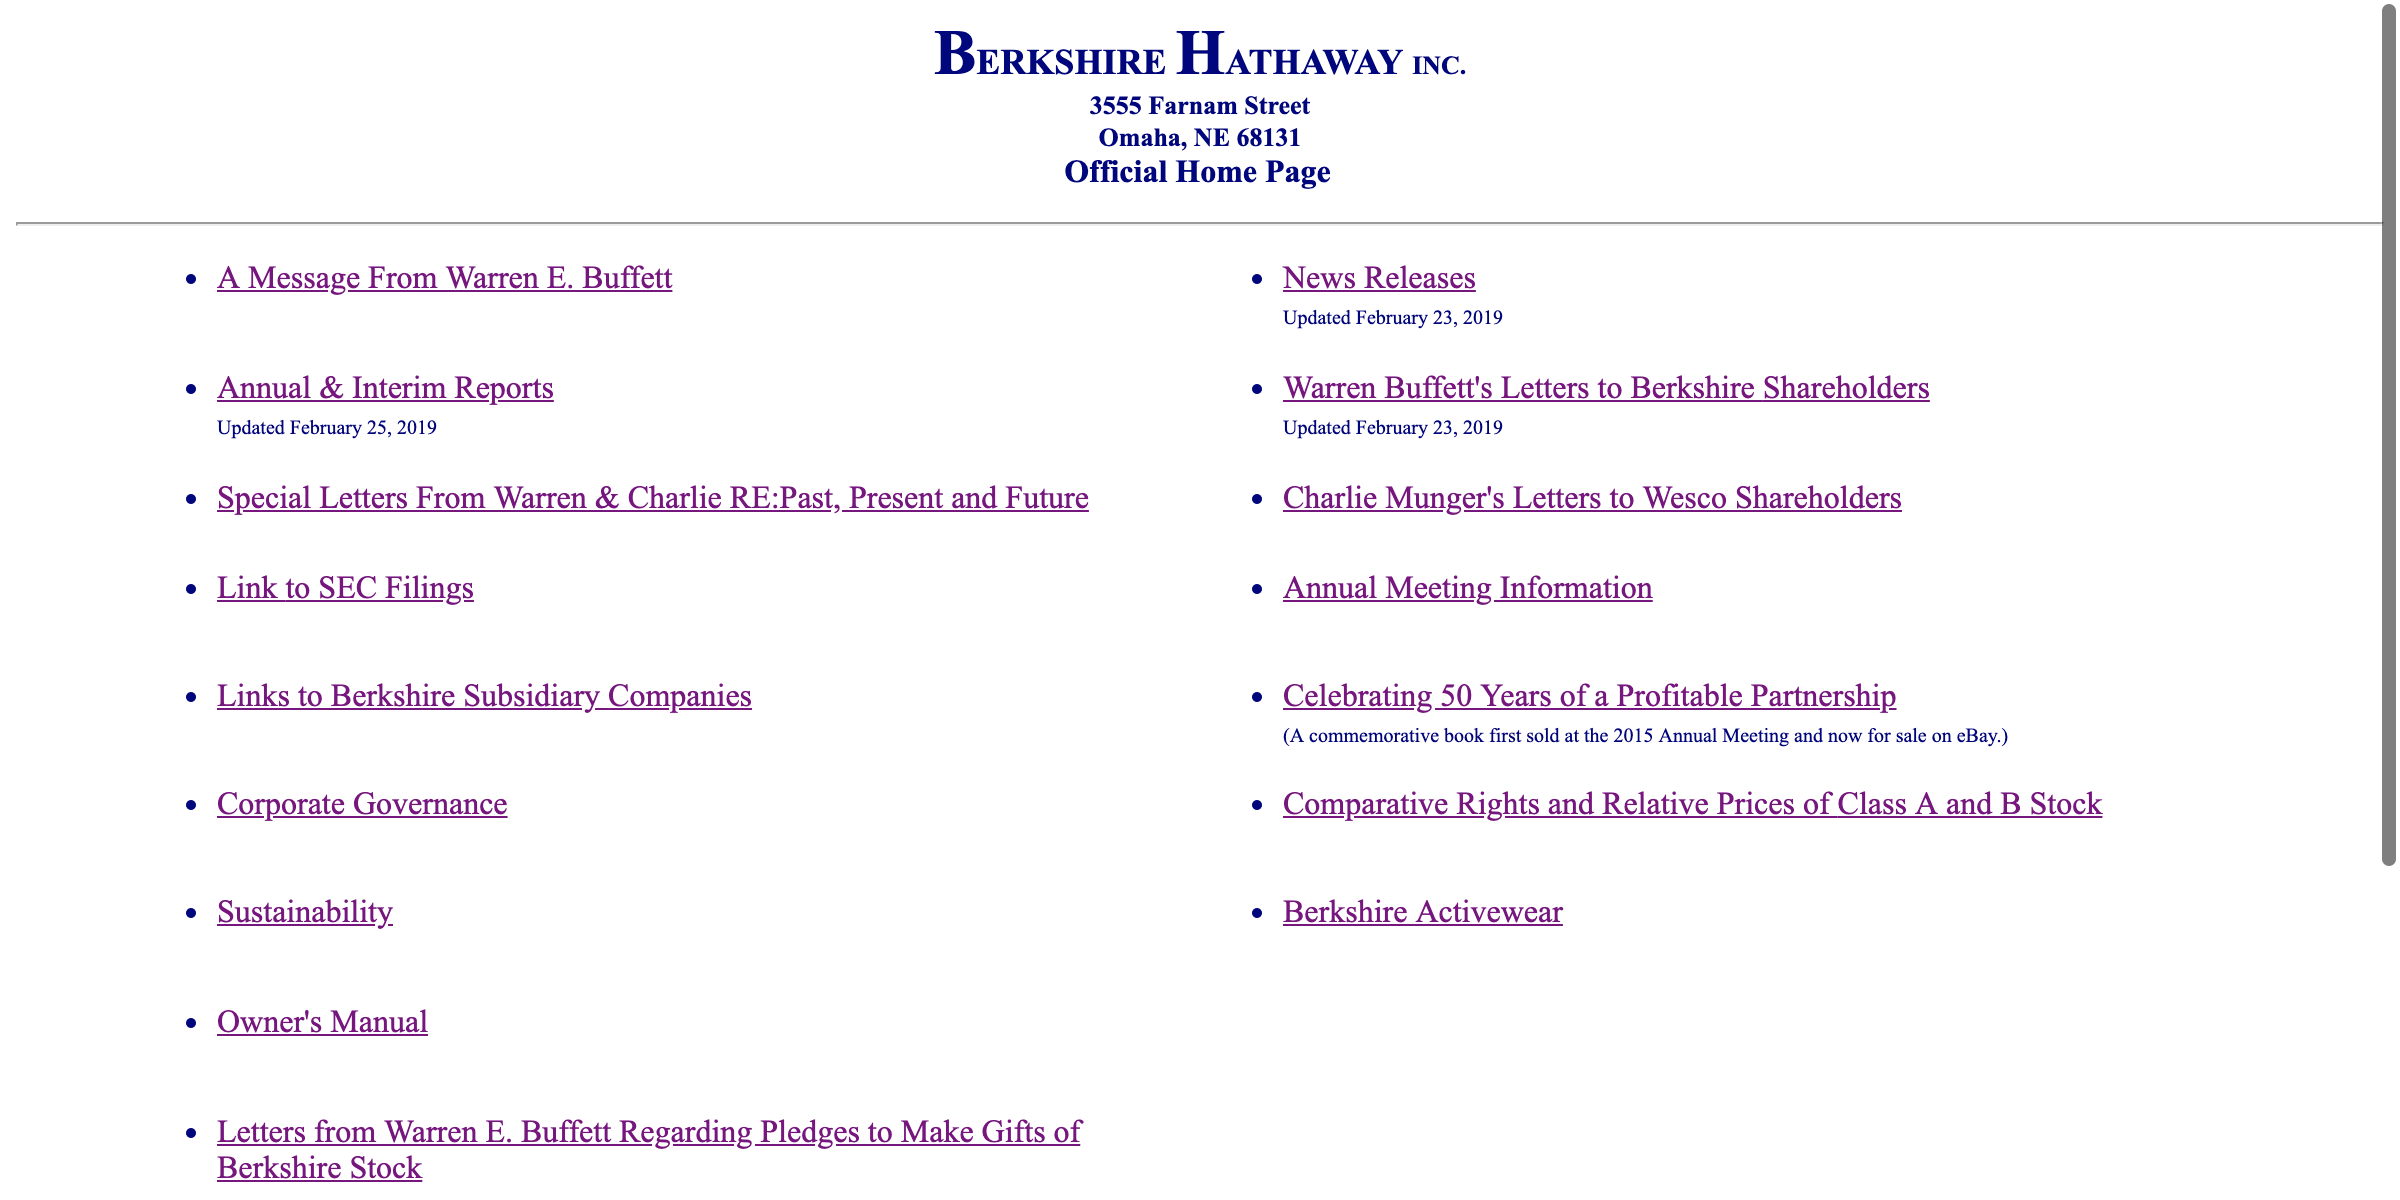 BERKSHIRE HATHAWAY INC.
3555 Farnam Street
Omaha, NE 68131
Official Home Page
A Message From Warren E. Buffett
News Releases
Updated February 23, 2019
Annual & Interim Reports
Updated February 25, 2019
Warren Buffett's Letters to Berkshire Shareholders
Updated February 23, 2019
Special Letters From Warren & Charlie RE:Past, Present and Future
Charlie Munger's Letters to Wesco Shareholders
Link to SEC Filings
Annual Meeting Information
Links to Berkshire Subsidiary Companies
Celebrating 50 Years of a Profitable Partnership
(A commemorative book first sold at the 2015 Annual Meeting and now for sale on eBay.)
Corporate Governance
Comparative Rights and Relative Prices of Class A and B Stock
Sustainability
Berkshire Activewear
Owner's Manual
Letters from Warren E. Buffett Regarding Pledges to Make Gifts of
Berkshire Stock